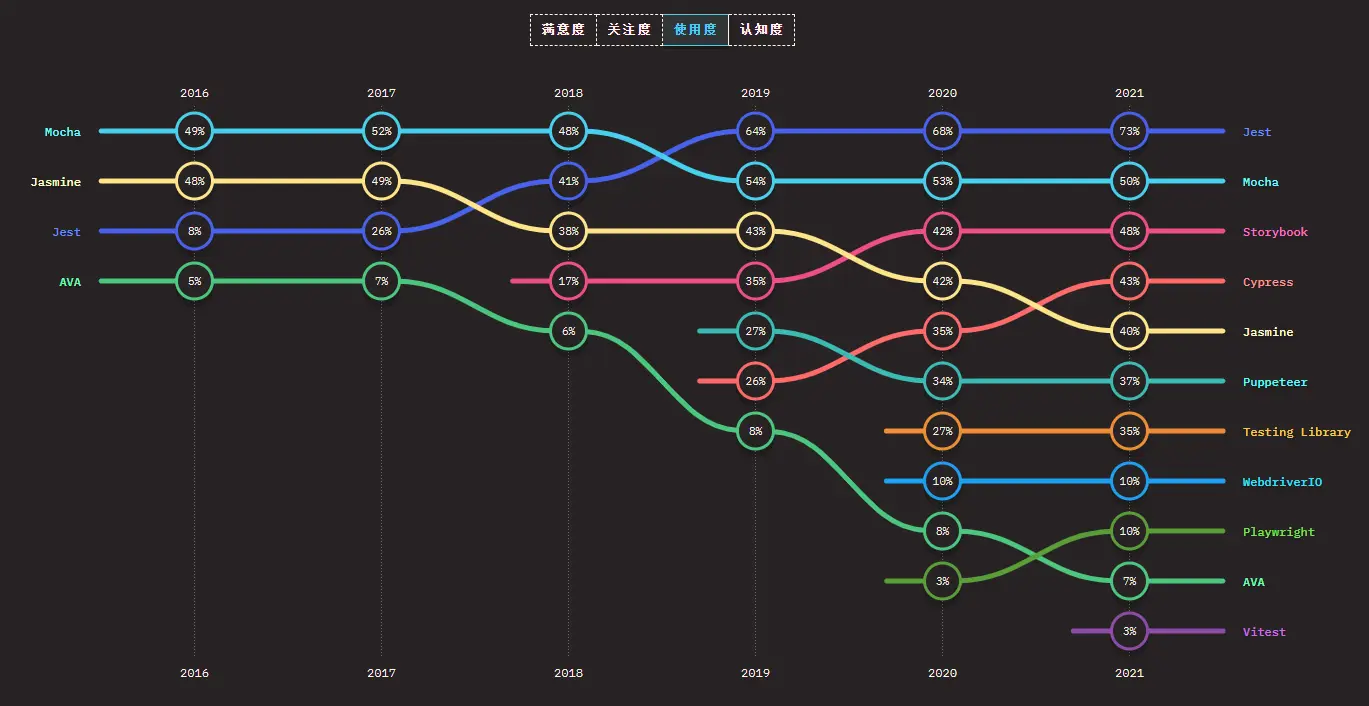 满意度 关注度 使用度 认知度
2016 2017 2018 2019 2020 2021
Mocha 49% 52% 48% 64% 68% 73% Jest
Jasmine 48% 49% 41% 54% 53% 50% Mocha
Jest 8% 26% 38% 43% 42% 48% Storybook
AVA 5% 7% 17% 35% 42% 43% Cypress
6% 27% 35% 40% Jasmine
26% 34% 37% Puppeteer
8% 27% 35% Testing Library
10% 10% WebdriverIO
8% 10% Playwright
3% 7% AVA
3% Vitest
2016 2017 2018 2019 2020 2021